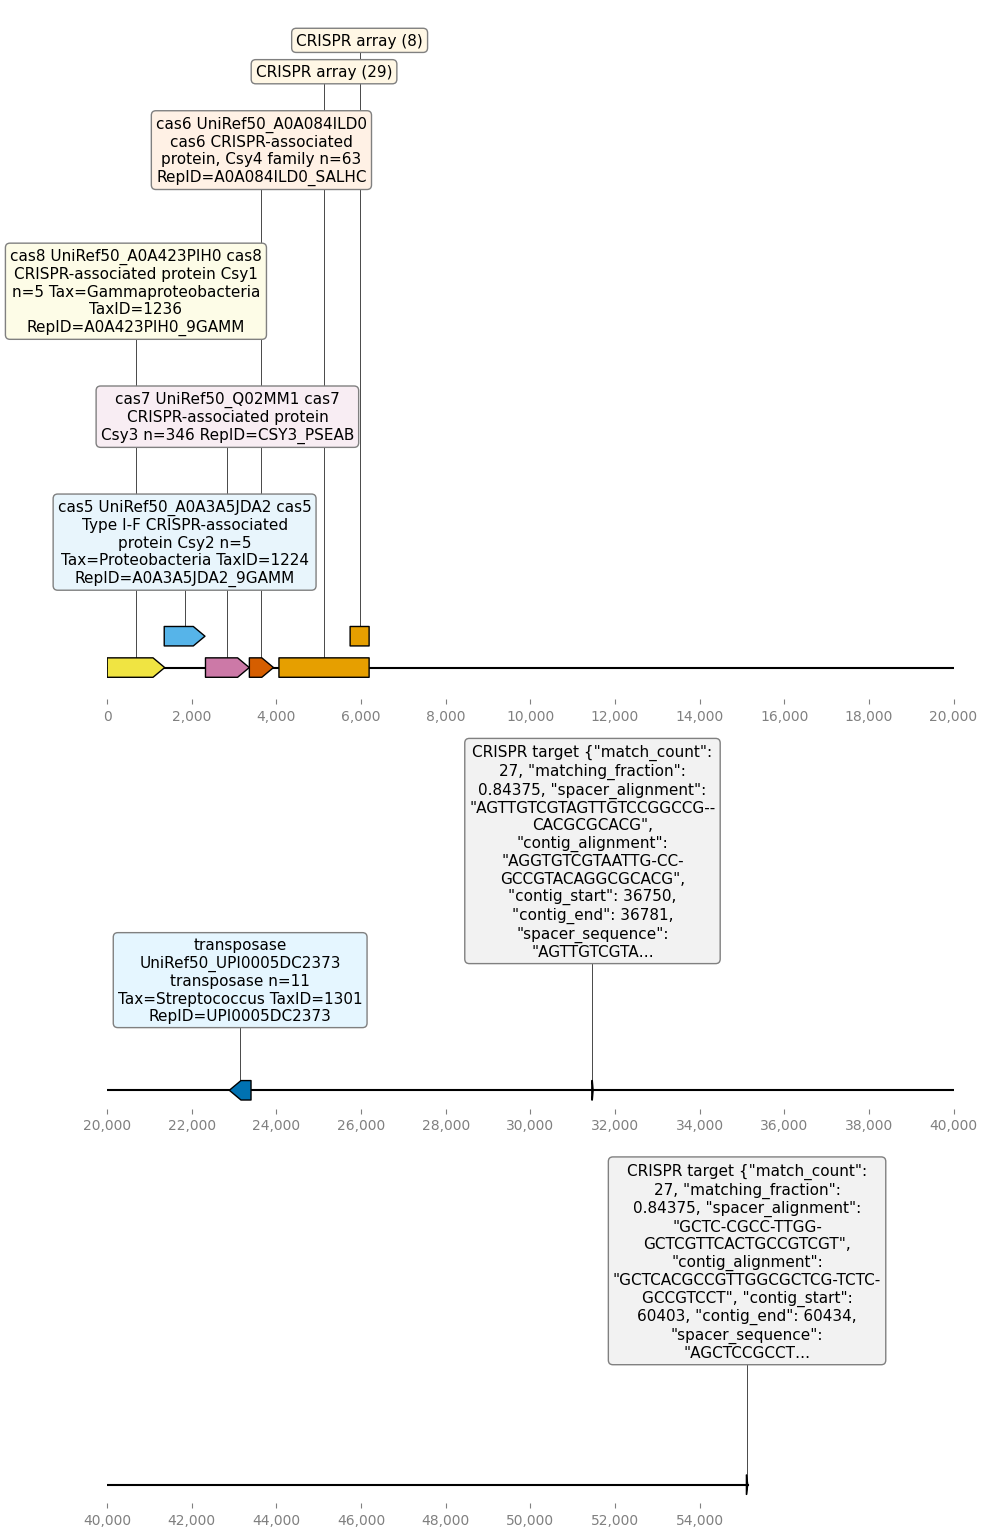 CRISPR array (8)
CRISPR array (29)
cas6 UniRef50_A0A084ILD0
cas6 CRISPR-associated
protein, Csy4 family n=63
RepID=A0A084ILD0_SALHC
cas8 UniRef50_A0A423PIH0 cas8
CRISPR-associated protein Csy1
n=5 Tax=Gammaproteobacteria
TaxID=1236
RepID=A0A423PIH0_9GAMM
cas7 UniRef50_Q02MM1 cas7
CRISPR-associated protein
Csy3 n=346 RepID=CSY3_PSEAB
cas5 UniRef50_A0A3A5JDA2 cas5
Type I-F CRISPR-associated
protein Csy2 n=5
Tax=Proteobacteria TaxID=1224
RepID=A0A3A5JDA2_9GAMM
0 2,000 4,000 6,000 8,000 10,000 12,000 14,000 16,000 18,000 20,000
CRISPR target {"match_count":
27, "matching_fraction":
0.84375, "spacer_alignment":
"AGTTGTCGTAGTTGTCCGGCCG--
CACGCGCACG",
"contig_alignment":
"AGGTGTCGTAATTG-CC-
GCCGTACAGGCGCACG",
"contig_start": 36750,
"contig_end": 36781,
"spacer_sequence":
"AGTTGTCGTA...
transposase
UniRef50_UPI0005DC2373
transposase n=11
Tax=Streptococcus TaxID=1301
RepID=UPI0005DC2373
20,000 22,000 24,000 26,000 28,000 30,000 32,000 34,000 36,000 38,000 40,000
CRISPR target {"match_count":
27, "matching_fraction":
0.84375, "spacer_alignment":
"GCTC-CGCC-TTGG-
GCTCGTTCACTGCCGTCGT",
"contig_alignment":
"GCTCACGCCGTTGGCGCTCG-TCTC-
GCCGTCCT", "contig_start":
60403, "contig_end": 60434,
"spacer_sequence":
"AGCTCCGCCT...
40,000 42,000 44,000 46,000 48,000 50,000 52,000 54,000